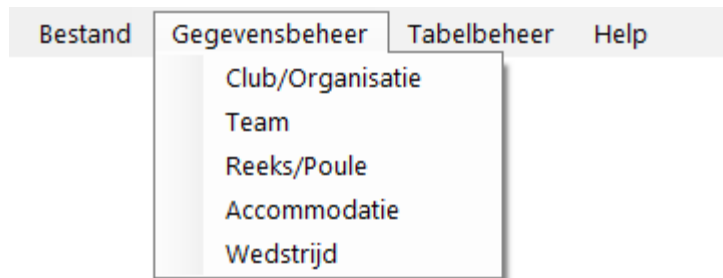 Bestand Gegevensbeheer Tabelbeheer Help
Club/Organisatie
Team
Reeks/Poule
Accommodatie
Wedstrijd